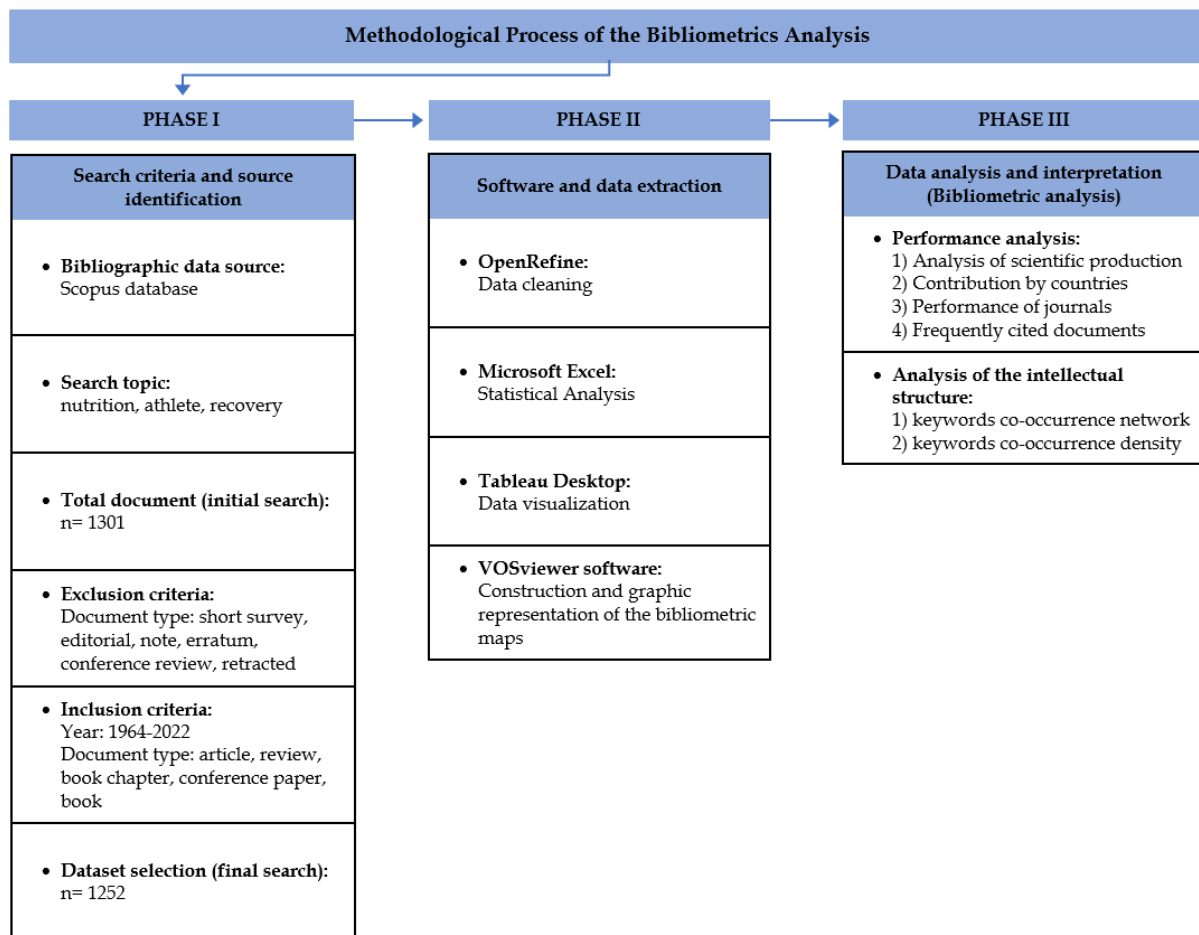 Methodological Process of the Bibliometrics Analysis
PHASE I
PHASE II
PHASE III
Search criteria and source
identification
• Bibliographic data source:
Scopus database
• Search topic:
nutrition, athlete, recovery
• Total document (initial search):
n= 1301
• Exclusion criteria:
Document type: short survey,
editorial, note, erratum,
conference review, retracted
• Inclusion criteria:
Year: 1964-2022
Document type: article, review,
book chapter, conference paper,
book
• Dataset selection (final search):
n= 1252
Software and data extraction
• OpenRefine:
Data cleaning
• Microsoft Excel:
Statistical Analysis
• Tableau Desktop:
Data visualization
• VOSviewer software:
Construction and graphic
representation of the bibliometric
maps
Data analysis and interpretation
(Bibliometric analysis)
• Performance analysis:
1) Analysis of scientific production
2) Contribution by countries
3) Performance of journals
4) Frequently cited documents
• Analysis of the intellectual
structure:
1) keywords co-occurrence network
2) keywords co-occurrence density